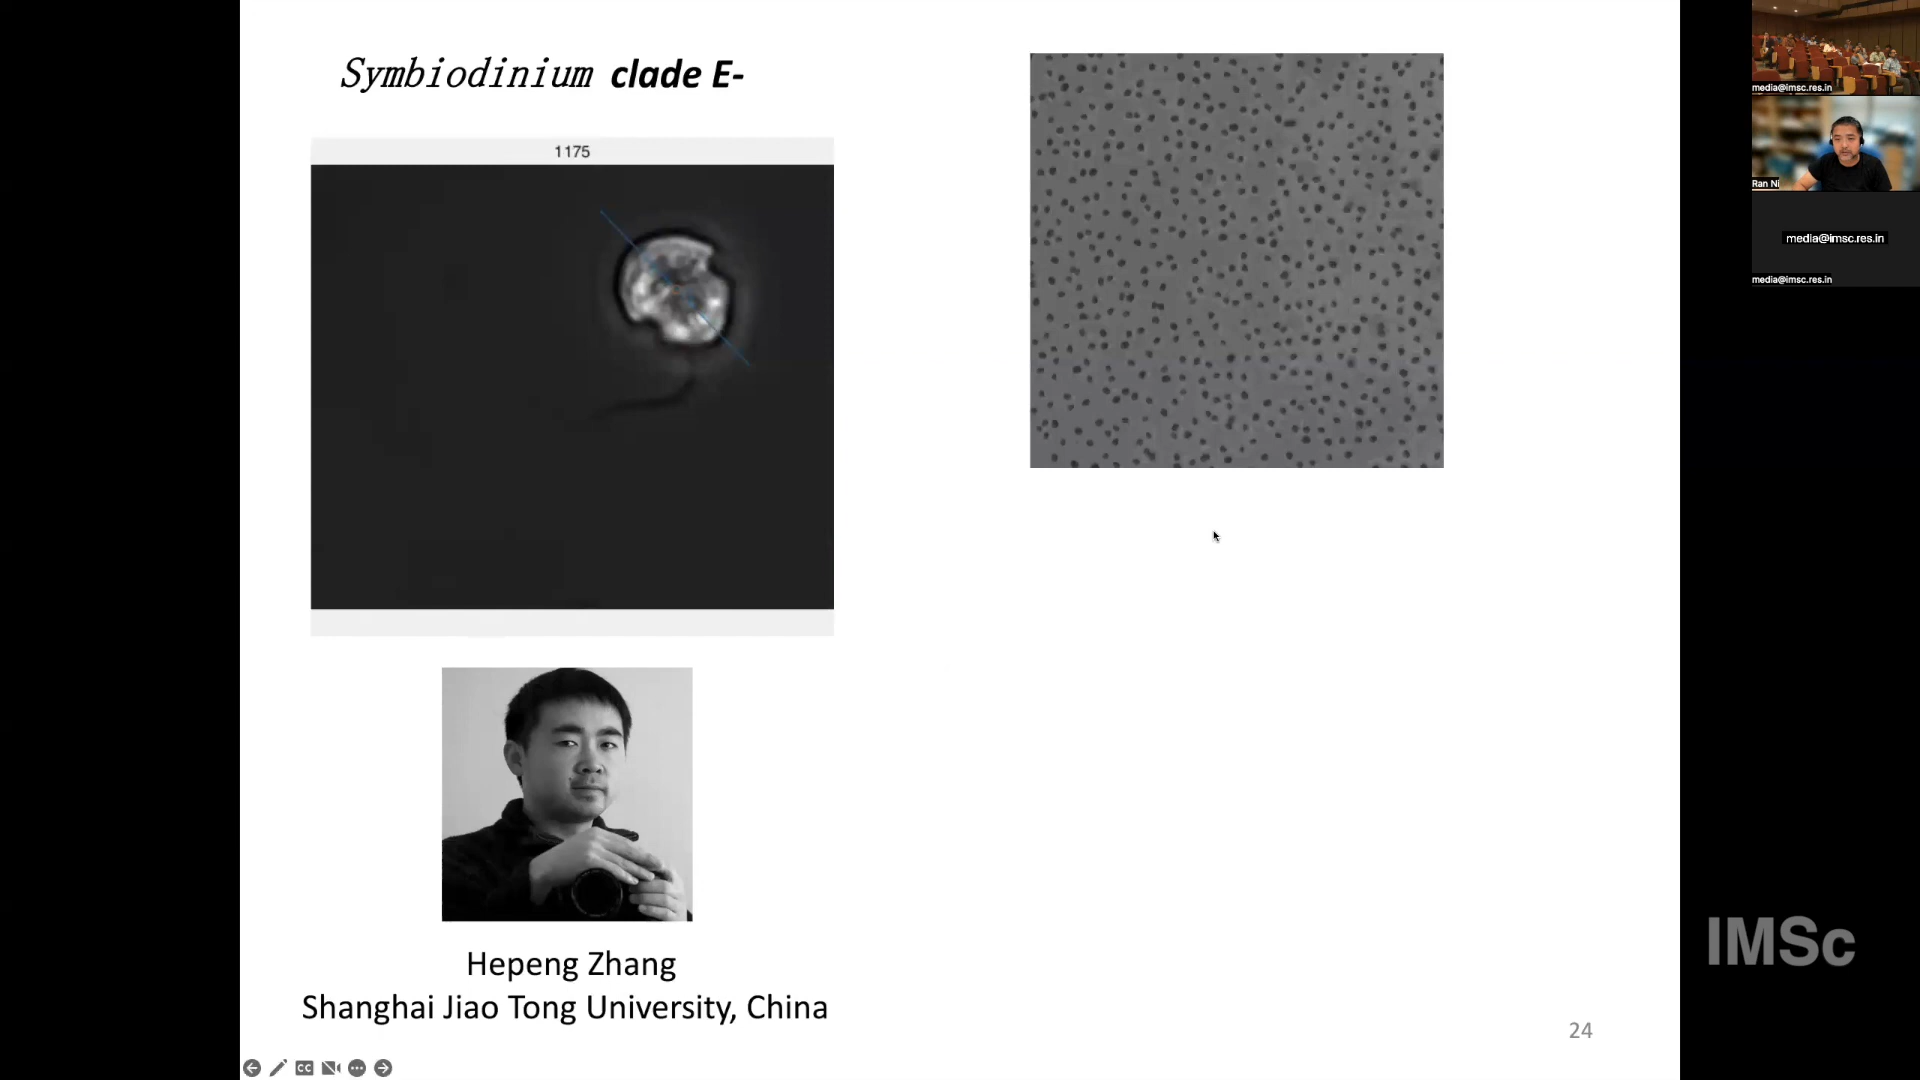 Symbiodinium clade E-
1175
Hepeng Zhang
Shanghai Jiao Tong University, China
24
CC
media@imsc.res.in
Ran Ni
media@imsc.res.in
media@imsc.res.in
IMSc